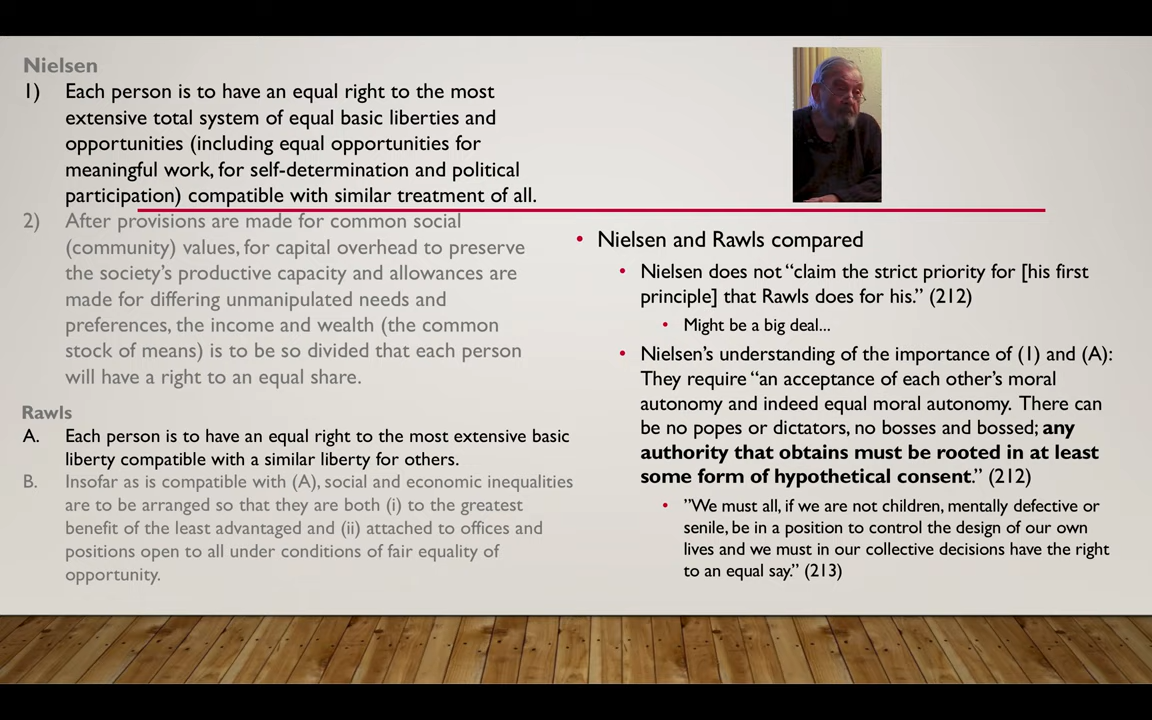 Nielsen
1) Each person is to have an equal right to the most
extensive total system of equal basic liberties and
opportunities (including equal opportunities for
meaningful work, for self-determination and political
participation) compatible with similar treatment of all.
2) After provisions are made for common social
(community) values, for capital overhead to preserve
the society’s productive capacity and allowances are
made for differing unmanipulated needs and
preferences, the income and wealth (the common
stock of means) is to be so divided that each person
will have a right to an equal share.
Rawls
A. Each person is to have an equal right to the most extensive basic
liberty compatible with a similar liberty for others.
B. Insofar as is compatible with (A), social and economic inequalities
are to be arranged so that they are both (i) to the greatest
benefit of the least advantaged and (ii) attached to offices and
positions open to all under conditions of fair equality of
opportunity.
• Nielsen and Rawls compared
• Nielsen does not “claim the strict priority for [his first
principle] that Rawls does for his.” (212)
• Might be a big deal...
• Nielsen’s understanding of the importance of (1) and (A):
They require “an acceptance of each other’s moral
autonomy and indeed equal moral autonomy. There can
be no popes or dictators, no bosses and bossed; any
authority that obtains must be rooted in at least
some form of hypothetical consent.” (212)
• ”We must all, if we are not children, mentally defective or
senile, be in a position to control the design of our own
lives and we must in our collective decisions have the right
to an equal say.” (213)